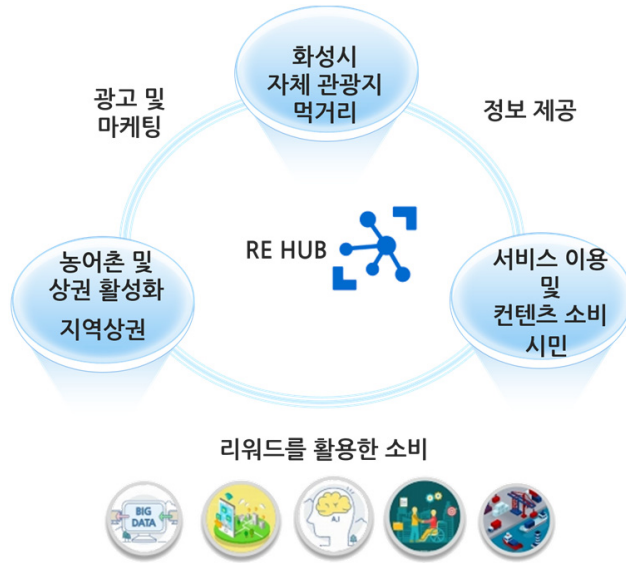 화성시
자체 관광지
먹거리
광고 및
마케팅
정보 제공
RE HUB
농어촌 및
상권 활성화
지역상권
서비스 이용
및
컨텐츠 소비
시민
리워드를 활용한 소비
BIG
DATA
A.I